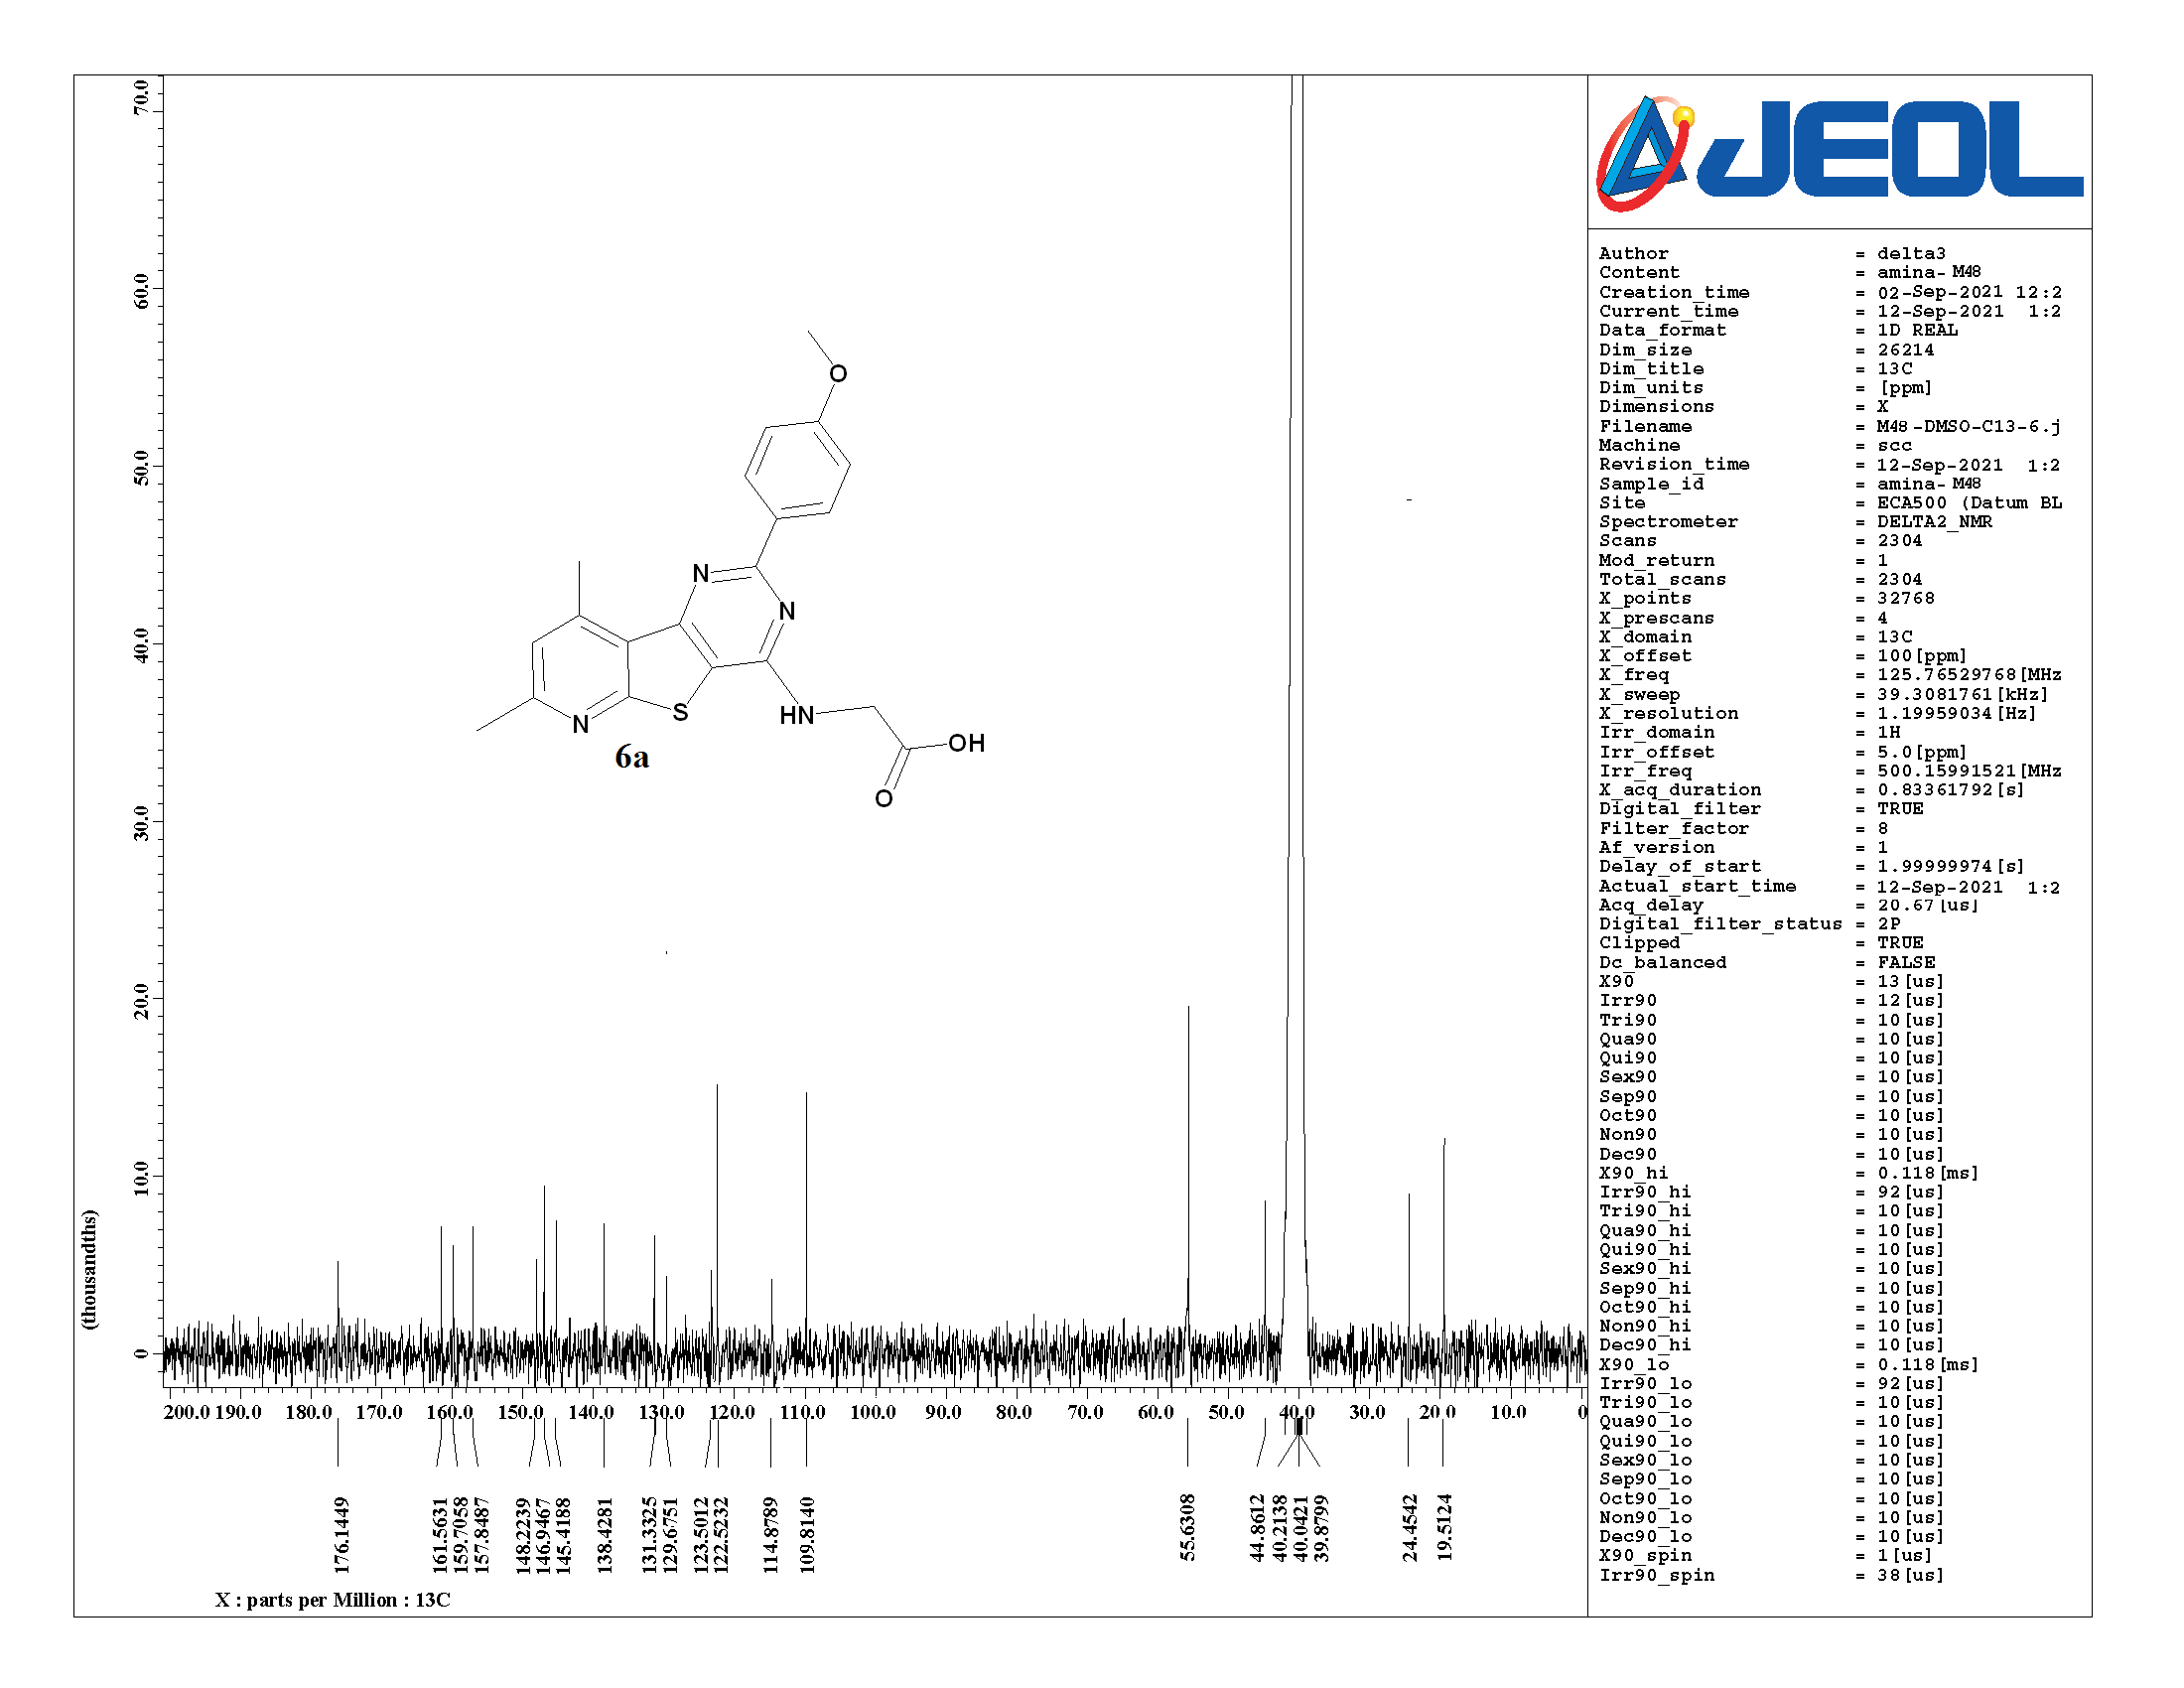 JEOL
70.0
60.0
50.0
40.0
30.0
20.0
10.0
0
(thousandths)
O
N
N
N
S
HN
OH
O
6a
200.0 190.0 180.0 170.0 160.0 150.0 140.0 130.0 120.0 110.0 100.0 90.0 80.0 70.0 60.0 50.0 40.0 30.0 20 0 10.0 0
176.1449
161.5631
159.7058
157.8487
148.2239
146.9467
145.4188
138.4281
131.3325
129.6751
123.5012
122.5232
114.8789
109.8140
55.6308
44.8612
40.2138
40.0421
39.8799
24.4542
19.5124
X : parts per Million : 13C
Author = delta3
Content = amina- M48
Creation_time = 02-Sep-2021 12:2
Current_time = 12-Sep-2021 1:2
Data_format = 1D REAL
Dim_size = 26214
Dim_title = 13C
Dim_units = [ppm]
Dimensions = X
Filename = M48 -DMSO-C13-6.j
Machine = scc
Revision_time = 12-Sep-2021 1:2
Sample_id = amina- M48
Site = ECA500 (Datum BL
Spectrometer = DELTA2_NMR
Scans = 2304
Mod_return = 1
Total_scans = 2304
X_points = 32768
X_prescans = 4
X_domain = 13C
X_offset = 100[ppm]
X_freq = 125.76529768[MHz
X_sweep = 39.3081761[kHz]
X_resolution = 1.19959034[Hz]
Irr_domain = 1H
Irr_offset = 5.0[ppm]
Irr_freq = 500.15991521[MHz
X_acq_duration = 0.83361792[s]
Digital_filter = TRUE
Filter_factor = 8
Af_version = 1
Delay_of_start = 1.99999974[s]
Actual_start_time = 12-Sep-2021 1:2
Acq_delay = 20.67[us]
Digital_filter_status = 2P
Clipped = TRUE
Dc_balanced = FALSE
X90 = 13[us]
Irr90 = 12[us]
Tri90 = 10[us]
Qua90 = 10[us]
Qui90 = 10[us]
Sex90 = 10[us]
Sep90 = 10[us]
Oct90 = 10[us]
Non90 = 10[us]
Dec90 = 10[us]
X90_hi = 0.118[ms]
Irr90_hi = 92[us]
Tri90_hi = 10[us]
Qua90_hi = 10[us]
Qui90_hi = 10[us]
Sex90_hi = 10[us]
Sep90_hi = 10[us]
Oct90_hi = 10[us]
Non90_hi = 10[us]
Dec90_hi = 10[us]
X90_lo = 0.118[ms]
Irr90_lo = 92[us]
Tri90_lo = 10[us]
Qua90_lo = 10[us]
Qui90_lo = 10[us]
Sex90_lo = 10[us]
Sep90_lo = 10[us]
Oct90_lo = 10[us]
Non90_lo = 10[us]
Dec90_lo = 10[us]
X90_spin = 1[us]
Irr90_spin = 38[us]